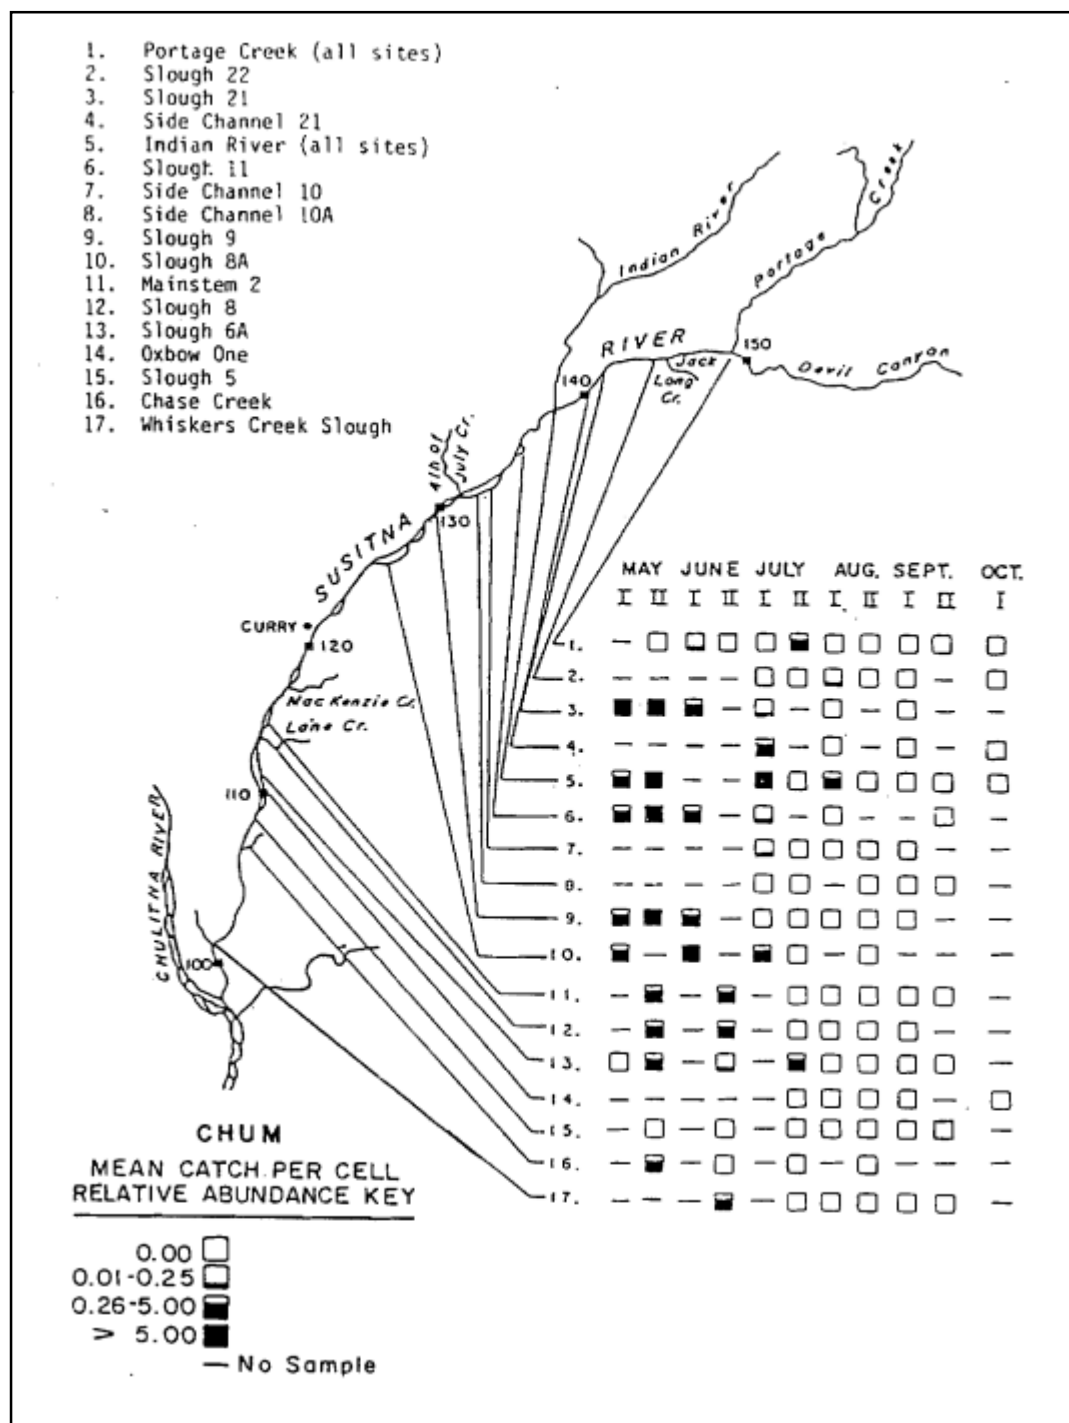 1. Portage Creek (all sites)
2. Slough 22
3. Slough 21
4. Side Channel 21
5. Indian River (all sites)
6. Slough 11
7. Side Channel 10
8. Side Channel 10A
9. Slough 9
10. Slough 8A
11. Mainstem 2
12. Slough 8
13. Slough 6A
14. Oxbow One
15. Slough 5
16. Chase Creek
17. Whiskers Creek Slough
Indian River
Portage Creek
RIVER
150
Jack
Long
Cr.
Devil Canyon
140
4th of
July Cr.
130
SUSITNA
CURRY
120
MacKenzie Cr.
Lane Cr.
110
CHULITNA RIVER
100
MAY JUNE JULY AUG. SEPT. OCT.
I II I II I II I II I II I
1. –
2. – – – – – –
3. – – – – –
4. – – – – – – –
5. – –
6. – – – –
7. – – – – – –
8. – – – – – –
9. – – –
10. – – – – – –
11. – – – –
12. – – – – –
13. – – –
14. – – – – – –
15. – – – –
16. – – – – – – –
17. – – – – –
CHUM
MEAN CATCH PER CELL
RELATIVE ABUNDANCE KEY
0.00
0.01-0.25
0.26-5.00
> 5.00
– No Sample